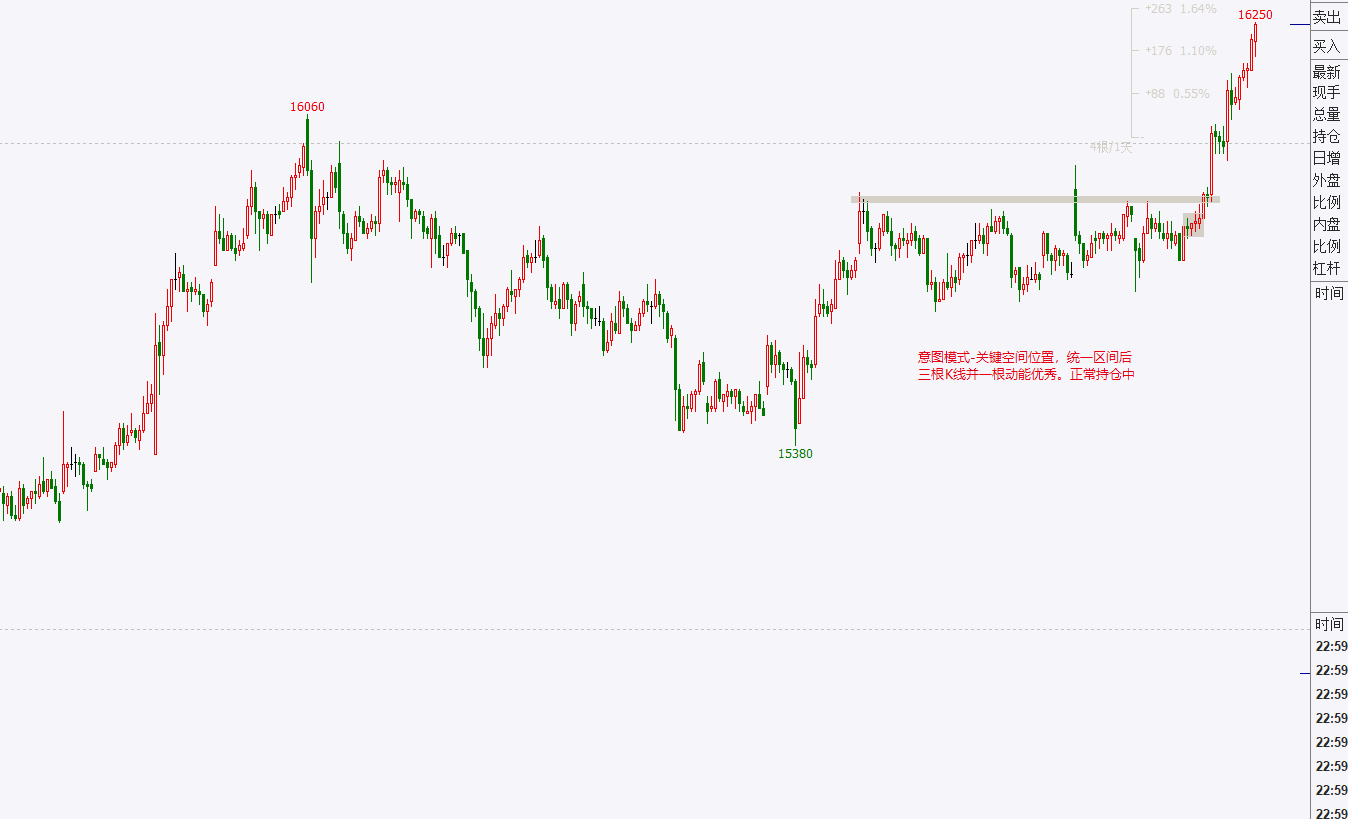 +263 1.64%
16250
卖出
+176 1.10%
买入
最新
+88 0.55%
现手
16060
总量
持仓
4根/1天
日增
外盘
比例
内盘
比例
杠杆
时间
意图模式-关键空间位置，统一区间后
三根K线并一根动能优秀。正常持仓中
15380
时间
22:59
22:59
22:59
22:59
22:59
22:59
22:59
22:59